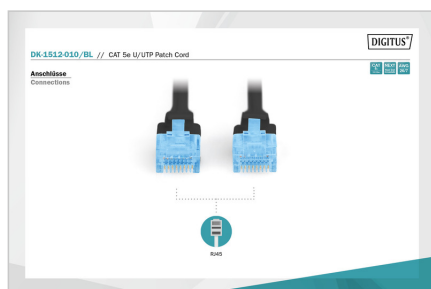 DIGITUS®
DK-1512-010/BL // CAT 5e U/UTP Patch Cord
Anschlüsse
Connections
RJ45